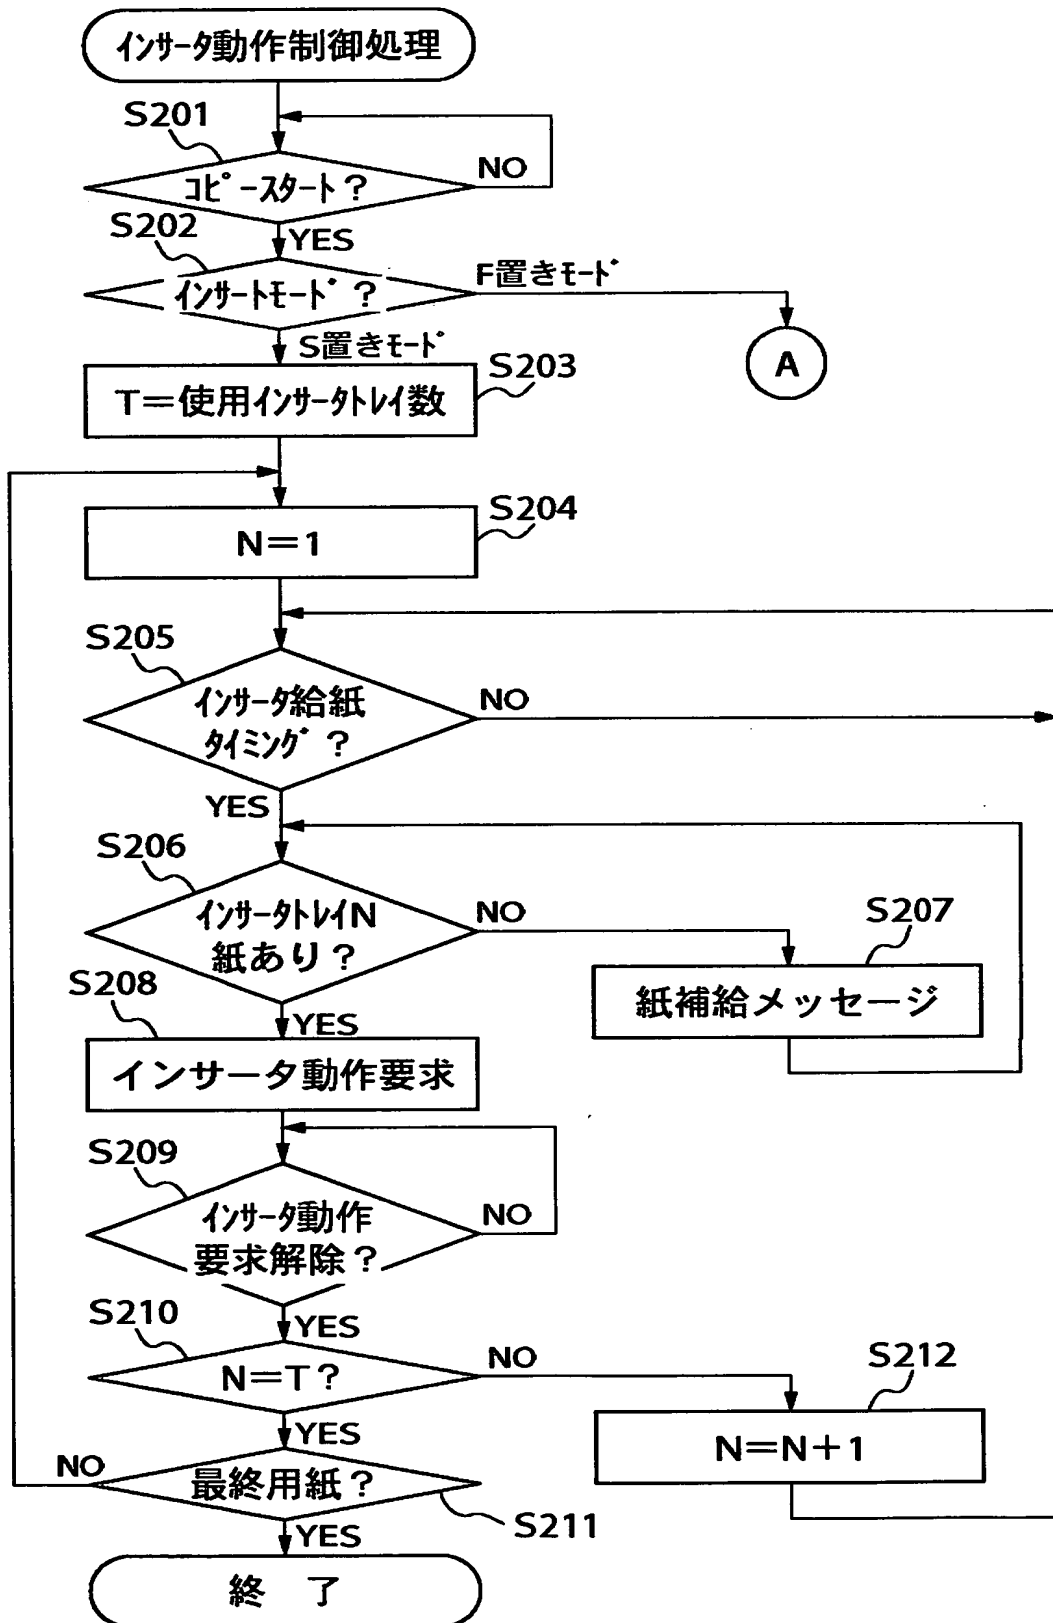 インサータ動作制御処理
S201
コピースタート？
NO
YES
S202
インサートモード？
F置きモード
A
S置きモード
S203
T＝使用インサータトレイ数
S204
N＝1
S205
インサータ給紙
タイミング？
NO
YES
S206
インサータトレイN
紙あり？
NO
S207
紙補給メッセージ
YES
S208
インサータ動作要求
S209
インサータ動作
要求解除？
NO
YES
S210
N＝T？
NO
S212
N＝N＋1
YES
最終用紙？
NO
S211
YES
終 了